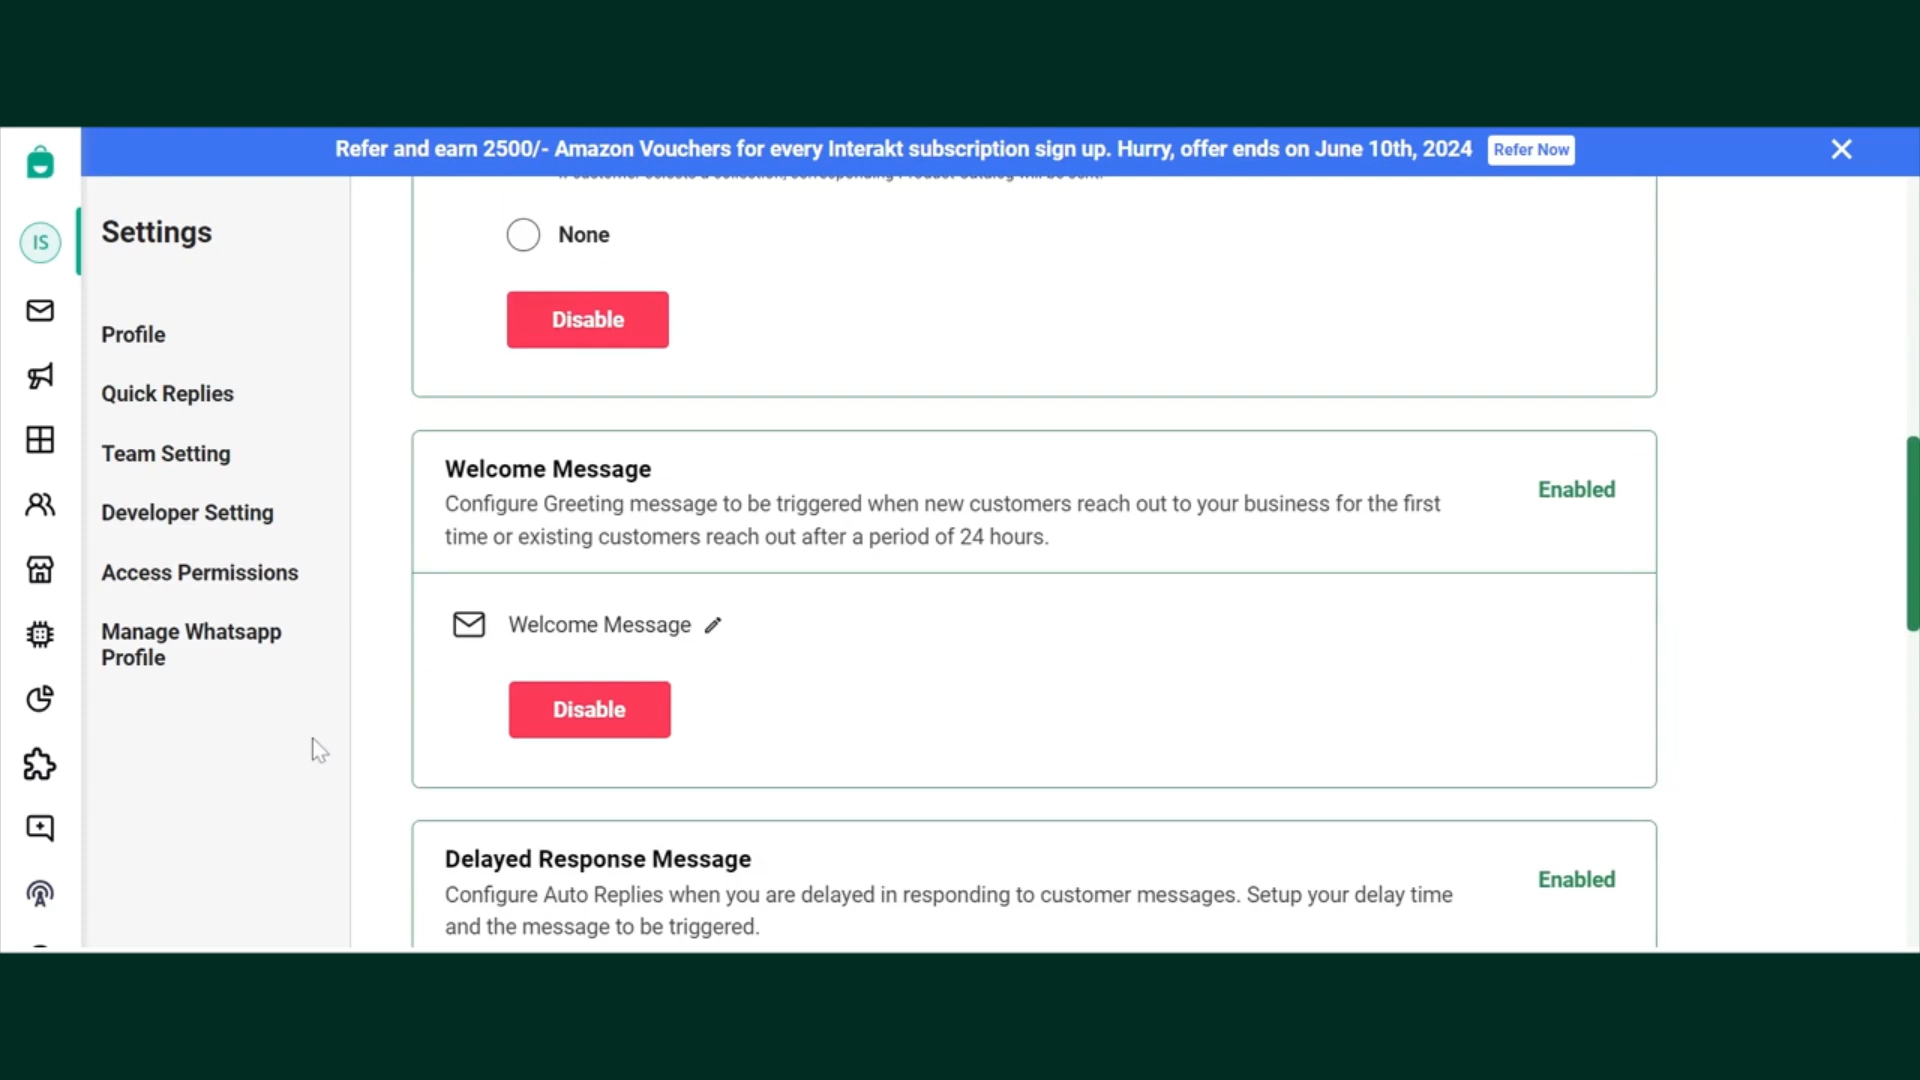 Refer and earn 2500/- Amazon Vouchers for every Interakt subscription sign up. Hurry, offer ends on June 10th, 2024 Refer Now
IS
Settings
Profile
Quick Replies
Team Setting
Developer Setting
Access Permissions
Manage Whatsapp
Profile
None
Disable
Welcome Message
Configure Greeting message to be triggered when new customers reach out to your business for the first
time or existing customers reach out after a period of 24 hours.
Enabled
Welcome Message
Disable
Delayed Response Message
Configure Auto Replies when you are delayed in responding to customer messages. Setup your delay time
and the message to be triggered.
Enabled